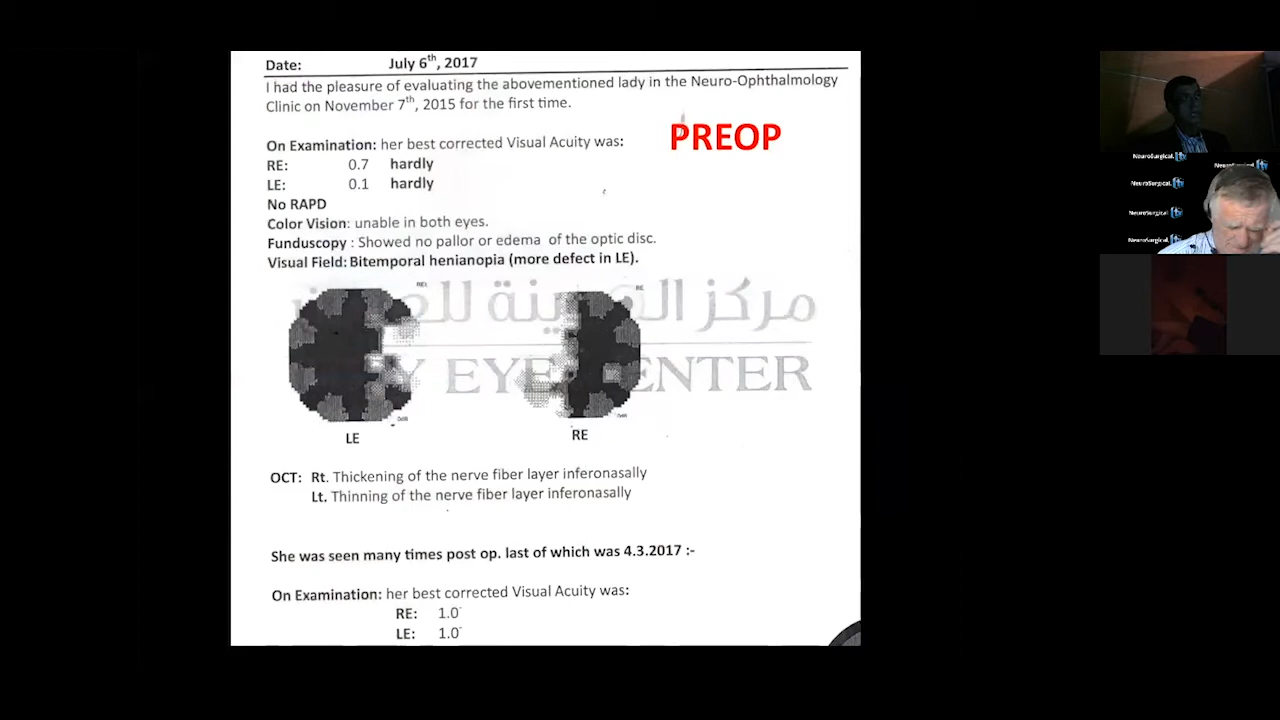 Date: July 6th, 2017
I had the pleasure of evaluating the abovementioned lady in the Neuro-Ophthalmology
Clinic on November 7th, 2015 for the first time.
PREOP
On Examination: her best corrected Visual Acuity was:
RE: 0.7 hardly
LE: 0.1 hardly
No RAPD
Color Vision: unable in both eyes.
Funduscopy : Showed no pallor or edema of the optic disc.
Visual Field: Bitemporal henianopia (more defect in LE).
RE
مركز
EYE CENTER
LE
RE
OCT: Rt. Thickening of the nerve fiber layer inferonasally
Lt. Thinning of the nerve fiber layer inferonasally
She was seen many times post op. last of which was 4.3.2017 :-
On Examination: her best corrected Visual Acuity was:
RE: 1.0-
LE: 1.0-
NeuroSurgical.tv
NeuroSurgical.tv
NeuroSurgical.tv
NeuroSurgical.tv